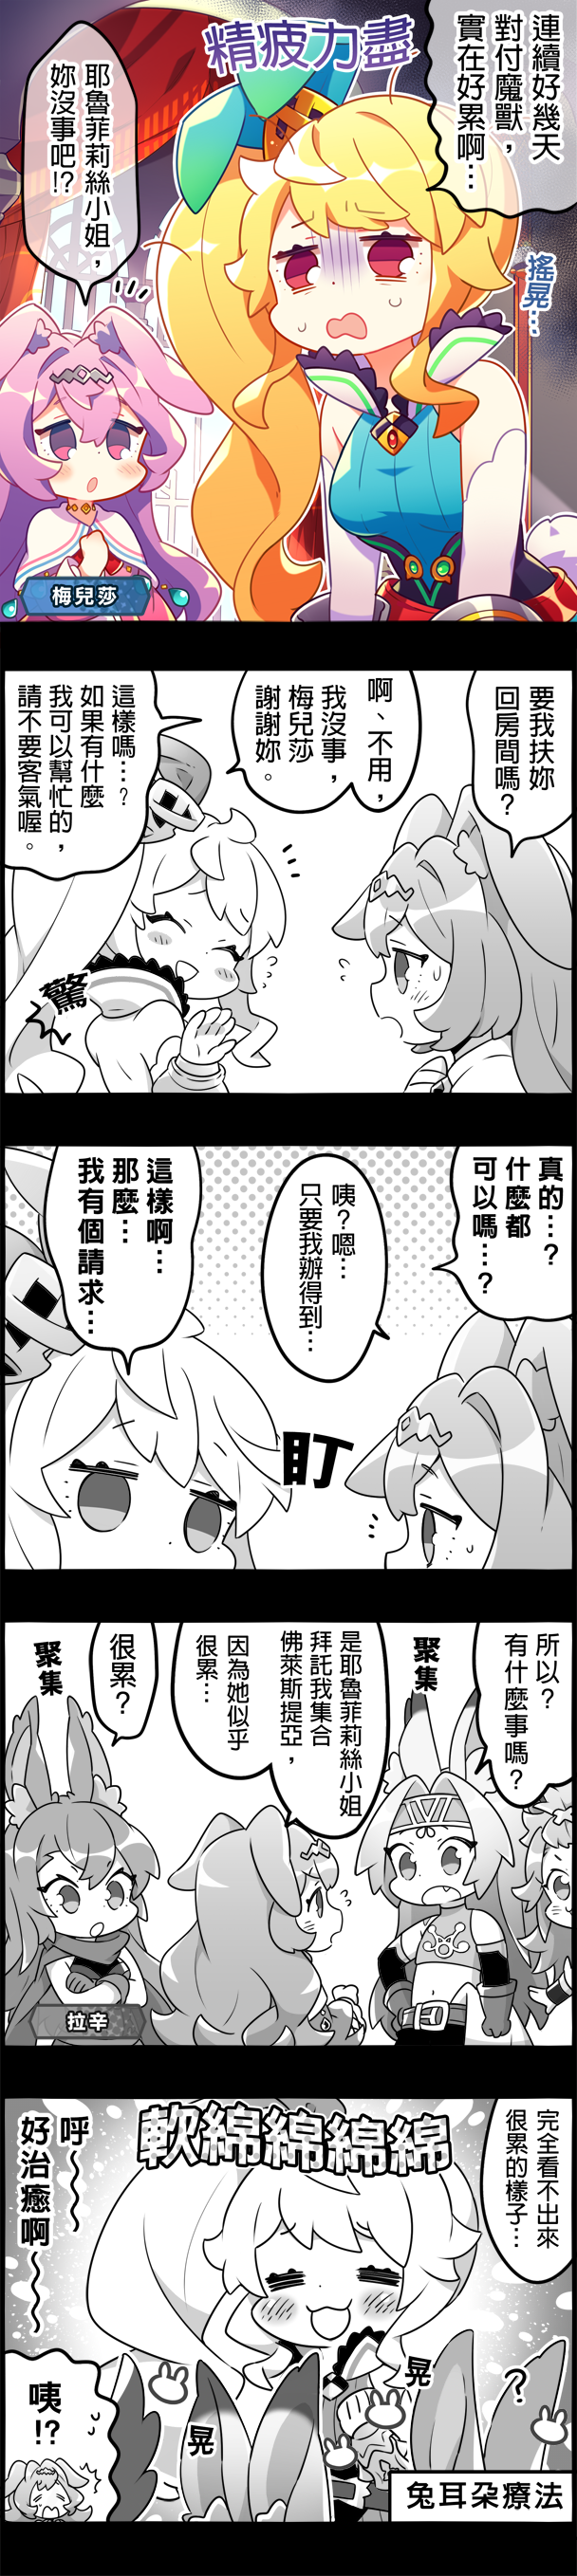 精疲力盡
連續好幾天
對付魔獸，
實在好累啊…
搖晃…
耶魯菲莉絲小姐，
妳沒事吧!?
梅兒莎
要我扶妳
回房間嗎？
啊、不用，
我沒事，
梅兒莎
謝謝妳。
這樣嗎…？
如果有什麼
我可以幫忙的，
請不要客氣喔。
驚
真的…？
什麼都
可以嗎…？
咦？嗯…
只要我辦得到…
這樣啊…
那麼…
我有個請求…
盯
所以？
有什麼事嗎？
聚集
是耶魯菲莉絲小姐
拜託我集合
佛萊斯提亞，
因為她似乎
很累…
很累？
聚集
拉辛
完全看不出來
很累的樣子…
軟綿綿綿綿
呼～～～
好治癒啊～～～
晃
？
晃
咦!?
兔耳朵療法